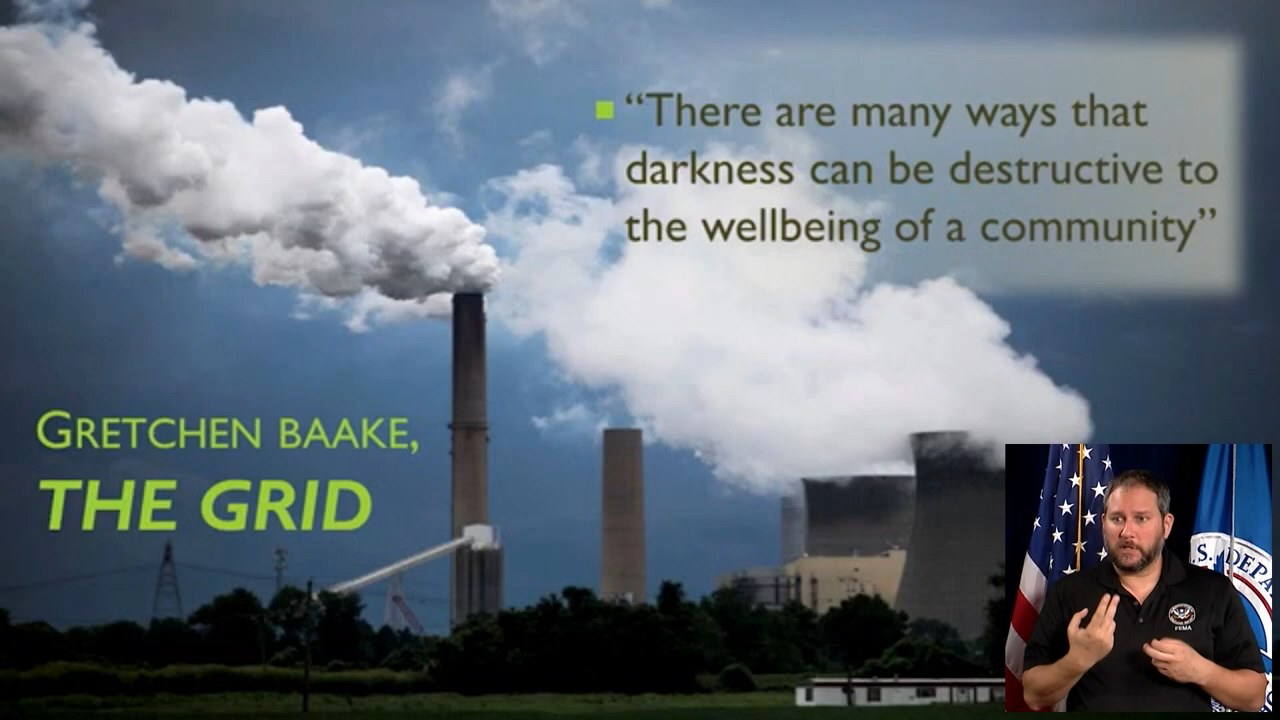 “There are many ways that
darkness can be destructive to
the wellbeing of a community”
GRETCHEN BAAKE,
THE GRID
S. DEPA
FEMA